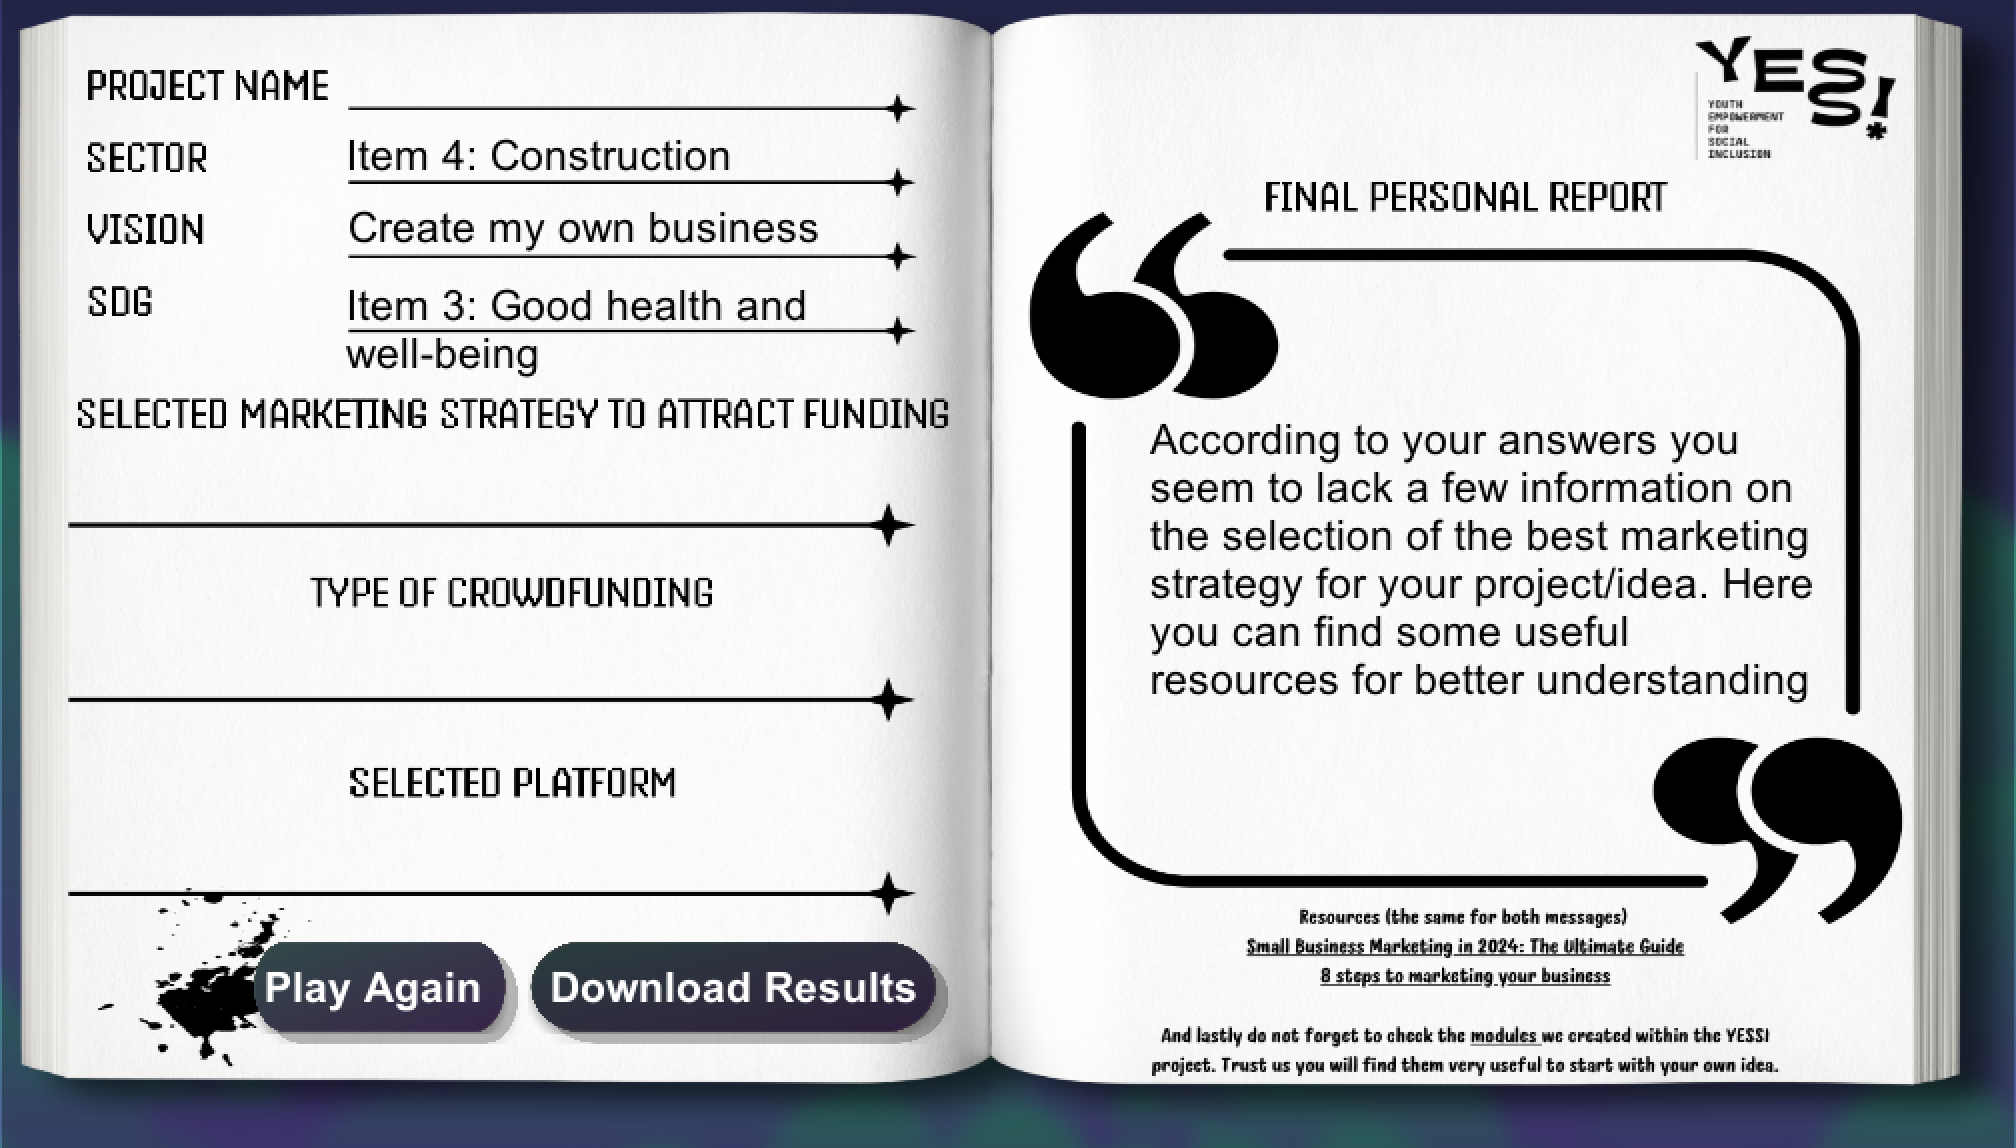 PROJECT NAME
SECTOR
Item 4: Construction
VISION
Create my own business
SDG
Item 3: Good health and
well-being
SELECTED MARKETING STRATEGY TO ATTRACT FUNDING
TYPE OF CROWDFUNDING
SELECTED PLATFORM
Play Again
Download Results
YESS!
YOUTH
EMPOWERMENT
FOR
SOCIAL
INCLUSION
FINAL PERSONAL REPORT
According to your answers you
seem to lack a few information on
the selection of the best marketing
strategy for your project/idea. Here
you can find some useful
resources for better understanding
Resources (the same for both messages)
Small Business Marketing in 2024: The Ultimate Guide
8 steps to marketing your business
And lastly do not forget to check the modules we created within the YESS!
project. Trust us you will find them very useful to start with your own idea.